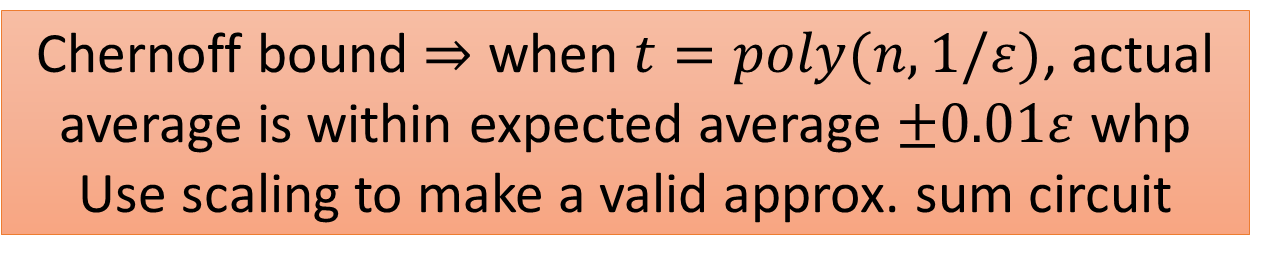 Chernoff bound ⇒ when t = poly(n, 1/ε), actual
average is within expected average ±0.01ε whp
Use scaling to make a valid approx. sum circuit